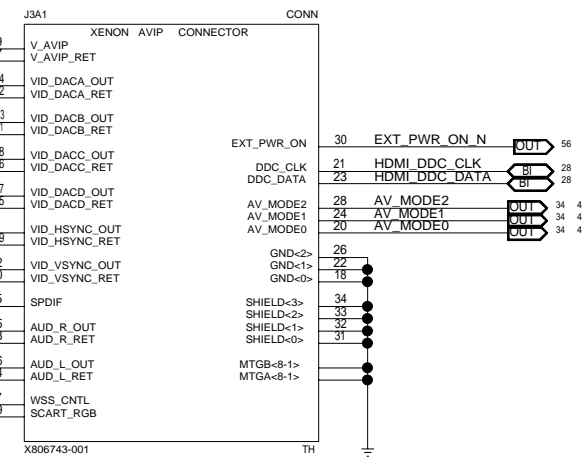 J3A1 CONN
XENON AVIP CONNECTOR
V_AVIP
V_AVIP_RET
VID_DACA_OUT
VID_DACA_RET
VID_DACB_OUT
VID_DACB_RET
VID_DACC_OUT
VID_DACC_RET
VID_DACD_OUT
VID_DACD_RET
VID_HSYNC_OUT
VID_HSYNC_RET
VID_VSYNC_OUT
VID_VSYNC_RET
SPDIF
AUD_R_OUT
AUD_R_RET
AUD_L_OUT
AUD_L_RET
WSS_CNTL
SCART_RGB
EXT_PWR_ON 30 EXT_PWR_ON_N OUT 56
DDC_CLK 21 HDMI_DDC_CLK BI 28
DDC_DATA 23 HDMI_DDC_DATA BI 28
AV_MODE2 28 AV_MODE2 OUT 34 4
AV_MODE1 24 AV_MODE1 OUT 34 4
AV_MODE0 20 AV_MODE0 OUT 34 4
GND<2> 26
GND<1> 22
GND<0> 18
SHIELD<3> 34
SHIELD<2> 33
SHIELD<1> 32
SHIELD<0> 31
MTGB<8-1>
MTGA<8-1>
X806743-001 TH